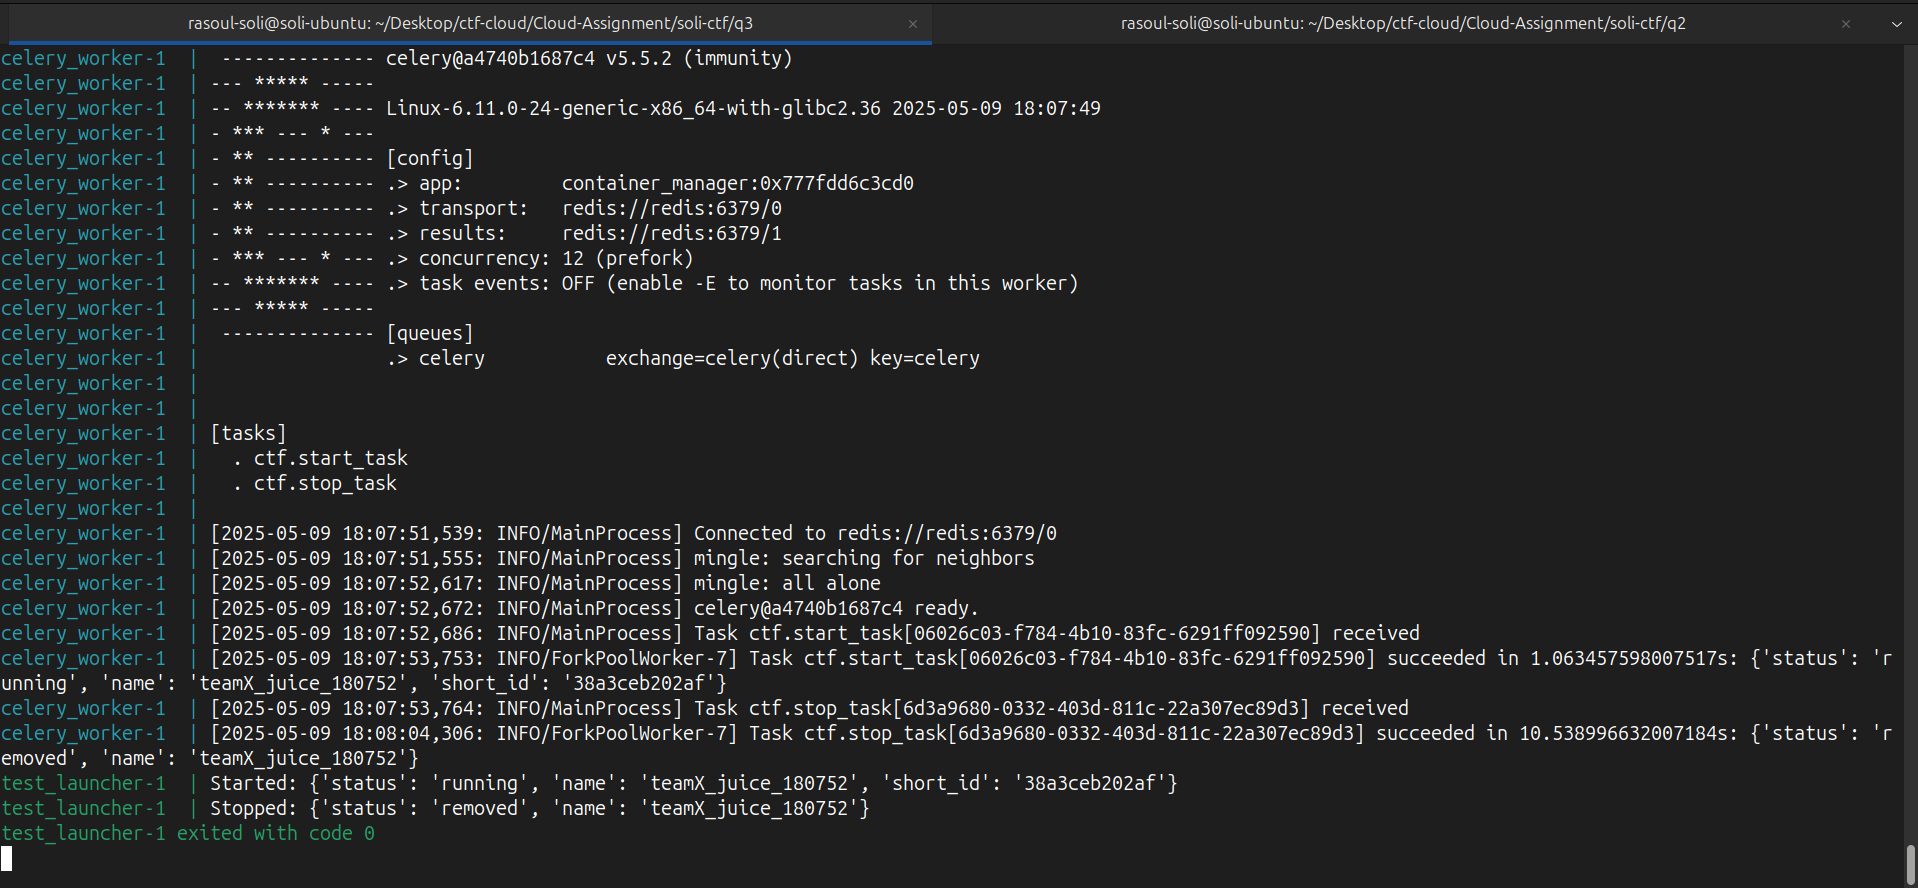 rasoul-soli@soli-ubuntu: ~/Desktop/ctf-cloud/Cloud-Assignment/soli-ctf/q3 × rasoul-soli@soli-ubuntu: ~/Desktop/ctf-cloud/Cloud-Assignment/soli-ctf/q2 ×
celery_worker-1  |  -------------- celery@a4740b1687c4 v5.5.2 (immunity)
celery_worker-1  | --- ***** -----
celery_worker-1  | -- ******* ---- Linux-6.11.0-24-generic-x86_64-with-glibc2.36 2025-05-09 18:07:49
celery_worker-1  | - *** --- * ---
celery_worker-1  | - ** ---------- [config]
celery_worker-1  | - ** ---------- .> app:         container_manager:0x777fdd6c3cd0
celery_worker-1  | - ** ---------- .> transport:   redis://redis:6379/0
celery_worker-1  | - ** ---------- .> results:     redis://redis:6379/1
celery_worker-1  | - *** --- * --- .> concurrency: 12 (prefork)
celery_worker-1  | -- ******* ---- .> task events: OFF (enable -E to monitor tasks in this worker)
celery_worker-1  | --- ***** -----
celery_worker-1  |  -------------- [queues]
celery_worker-1  |                 .> celery           exchange=celery(direct) key=celery
celery_worker-1  |
celery_worker-1  |
celery_worker-1  | [tasks]
celery_worker-1  |   . ctf.start_task
celery_worker-1  |   . ctf.stop_task
celery_worker-1  |
celery_worker-1  | [2025-05-09 18:07:51,539: INFO/MainProcess] Connected to redis://redis:6379/0
celery_worker-1  | [2025-05-09 18:07:51,555: INFO/MainProcess] mingle: searching for neighbors
celery_worker-1  | [2025-05-09 18:07:52,617: INFO/MainProcess] mingle: all alone
celery_worker-1  | [2025-05-09 18:07:52,672: INFO/MainProcess] celery@a4740b1687c4 ready.
celery_worker-1  | [2025-05-09 18:07:52,686: INFO/MainProcess] Task ctf.start_task[06026c03-f784-4b10-83fc-6291ff092590] received
celery_worker-1  | [2025-05-09 18:07:53,753: INFO/ForkPoolWorker-7] Task ctf.start_task[06026c03-f784-4b10-83fc-6291ff092590] succeeded in 1.063457598007517s: {'status': 'r
unning', 'name': 'teamX_juice_180752', 'short_id': '38a3ceb202af'}
celery_worker-1  | [2025-05-09 18:07:53,764: INFO/MainProcess] Task ctf.stop_task[6d3a9680-0332-403d-811c-22a307ec89d3] received
celery_worker-1  | [2025-05-09 18:08:04,306: INFO/ForkPoolWorker-7] Task ctf.stop_task[6d3a9680-0332-403d-811c-22a307ec89d3] succeeded in 10.538996632007184s: {'status': 'r
emoved', 'name': 'teamX_juice_180752'}
test_launcher-1  | Started: {'status': 'running', 'name': 'teamX_juice_180752', 'short_id': '38a3ceb202af'}
test_launcher-1  | Stopped: {'status': 'removed', 'name': 'teamX_juice_180752'}
test_launcher-1 exited with code 0